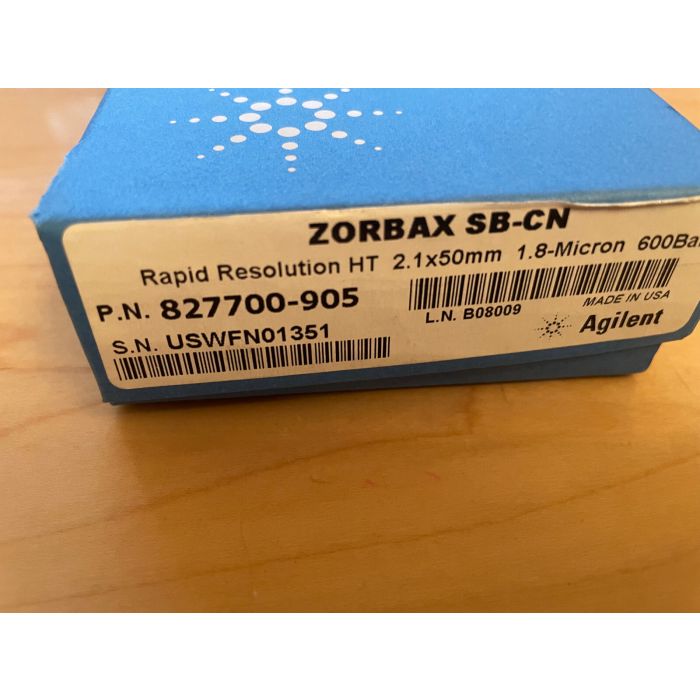 ZORBAX SB-CN
Rapid Resolution HT 2.1x50mm 1.8-Micron 600Ba
P.N. 827700-905
L.N. B08009
MADE IN USA
S.N. USWFN01351
Agilent